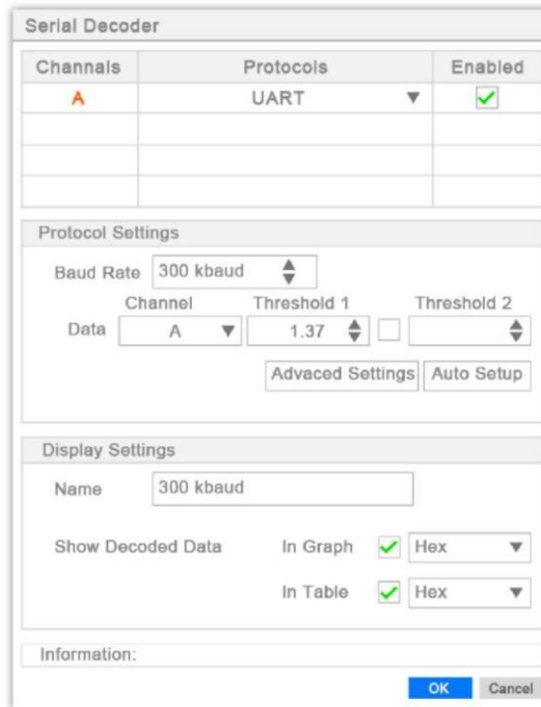 Serial Decoder
Channels Protocols Enabled
A UART
Protocol Settings
Baud Rate 300 kbaud
Channel Threshold 1 Threshold 2
Data A 1.37
Advaced Settings Auto Setup
Display Settings
Name 300 kbaud
Show Decoded Data In Graph Hex
In Table Hex
Information:
OK Cancel